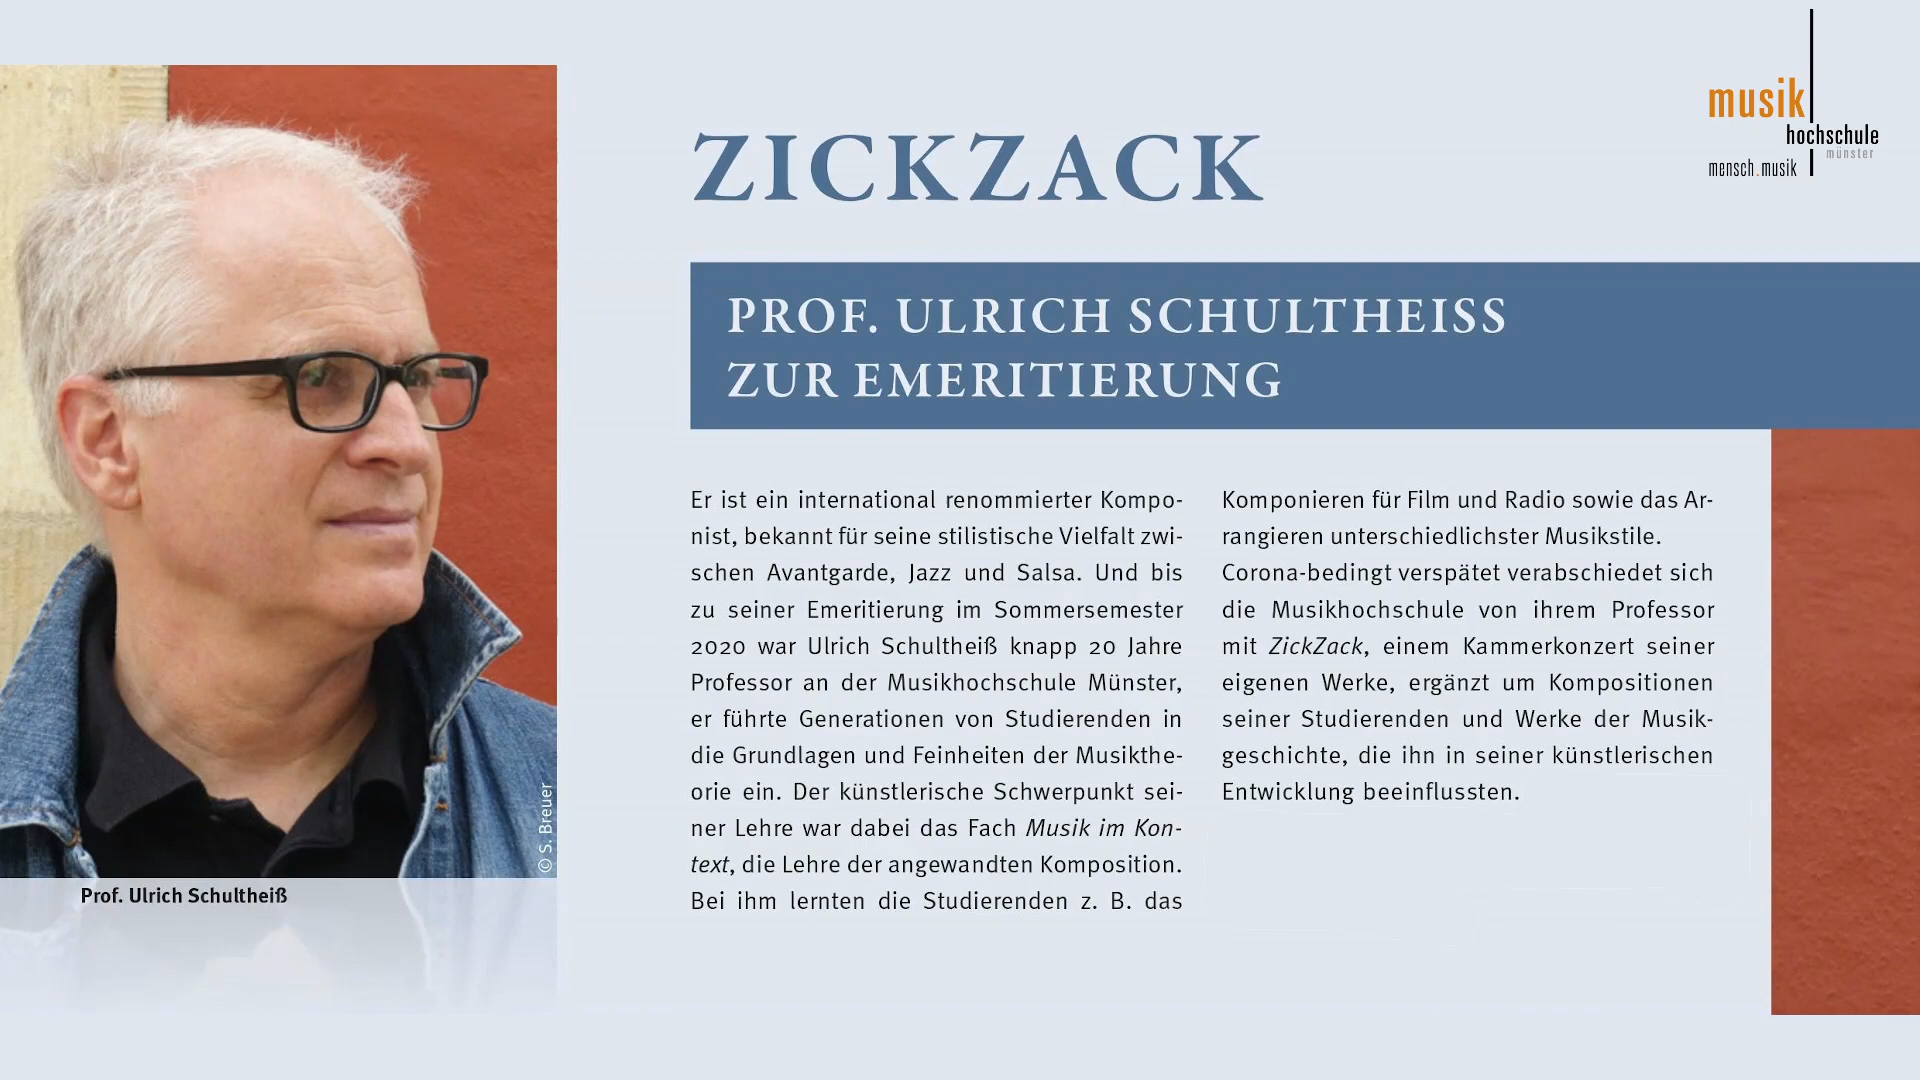 musik
hochschule
münster
mensch.musik
ZICKZACK
PROF. ULRICH SCHULTHEISS
ZUR EMERITIERUNG
Er ist ein international renommierter Kompo-
nist, bekannt für seine stilistische Vielfalt zwi-
schen Avantgarde, Jazz und Salsa. Und bis
zu seiner Emeritierung im Sommersemester
2020 war Ulrich Schultheiß knapp 20 Jahre
Professor an der Musikhochschule Münster,
er führte Generationen von Studierenden in
die Grundlagen und Feinheiten der Musikthe-
orie ein. Der künstlerische Schwerpunkt sei-
ner Lehre war dabei das Fach Musik im Kon-
text, die Lehre der angewandten Komposition.
Bei ihm lernten die Studierenden z. B. das
Komponieren für Film und Radio sowie das Ar-
rangieren unterschiedlichster Musikstile.
Corona-bedingt verspätet verabschiedet sich
die Musikhochschule von ihrem Professor
mit ZickZack, einem Kammerkonzert seiner
eigenen Werke, ergänzt um Kompositionen
seiner Studierenden und Werke der Musik-
geschichte, die ihn in seiner künstlerischen
Entwicklung beeinflussten.
© S. Breuer
Prof. Ulrich Schultheiß